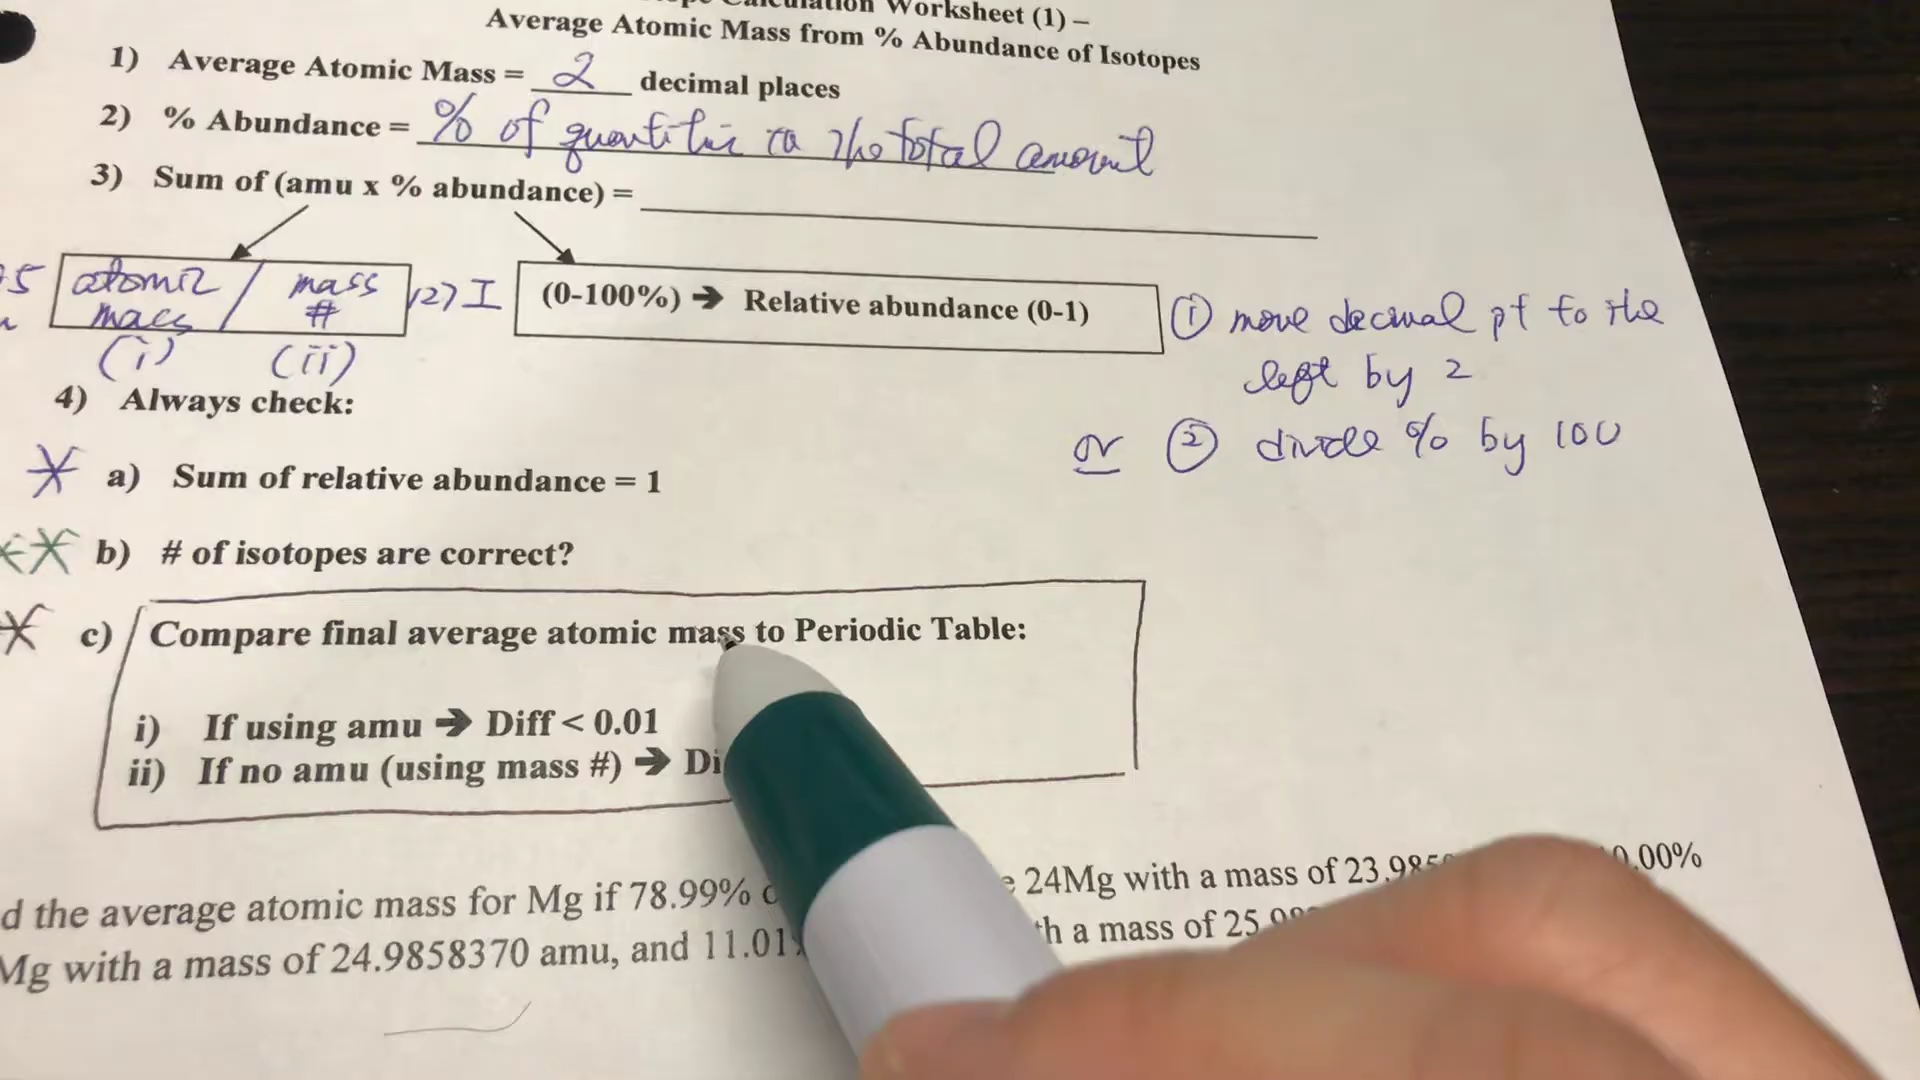 Calculation Worksheet (1) –
Average Atomic Mass from % Abundance of Isotopes
1) Average Atomic Mass = 2 decimal places
2) % Abundance = % of to the total amount
3) Sum of (amu x % abundance) =
atomic mass / mass # 127 I
(i) (ii)
(0-100%) ➔ Relative abundance (0-1)
① move decimal pt to the
left by 2
or ② divide % by 100
4) Always check:
a) Sum of relative abundance = 1
b) # of isotopes are correct?
c) Compare final average atomic mass to Periodic Table:
i) If using amu ➔ Diff < 0.01
ii) If no amu (using mass #) ➔ Di
d the average atomic mass for Mg if 78.99% 24Mg with a mass of 23.985 0.00%
Mg with a mass of 24.9858370 amu, and 11.01 h a mass of 25.9